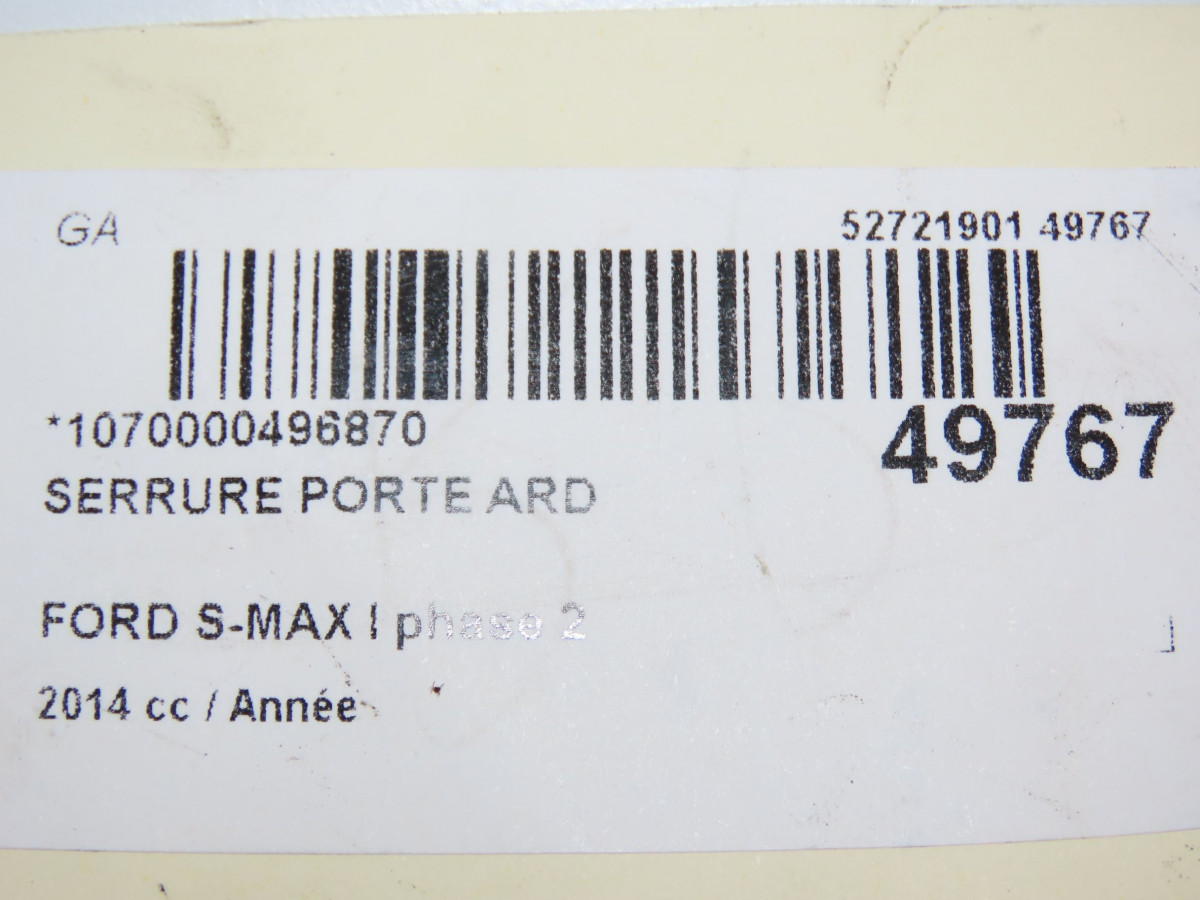 GA
52721901 49767
*1070000496870
49767
SERRURE PORTE ARD
FORD S-MAX I phase 2
2014 cc / Année